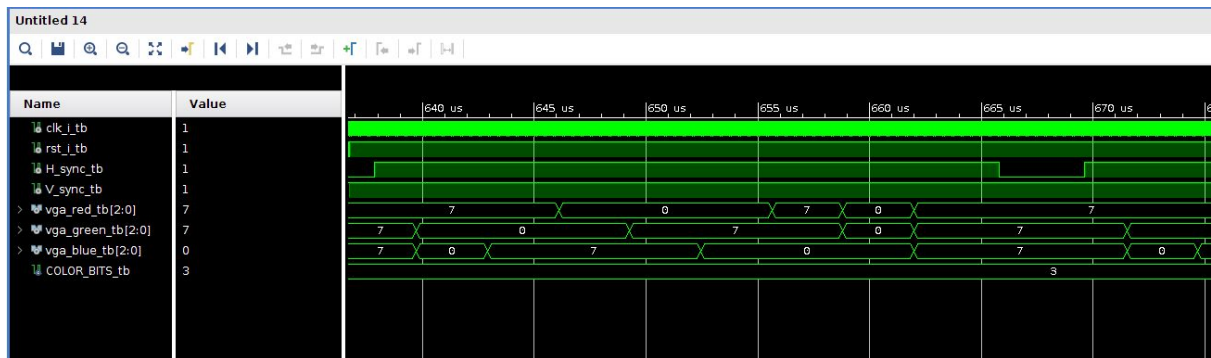 Untitled 14
Name Value
640 us 645 us 650 us 655 us 660 us 665 us 670 us
clk_i_tb 1
rst_i_tb 1
H_sync_tb 1
V_sync_tb 1
vga_red_tb[2:0] 7 7 0 7 0 7
vga_green_tb[2:0] 7 7 0 7 0 7
vga_blue_tb[2:0] 0 7 0 7 0 7 0
COLOR_BITS_tb 3 3